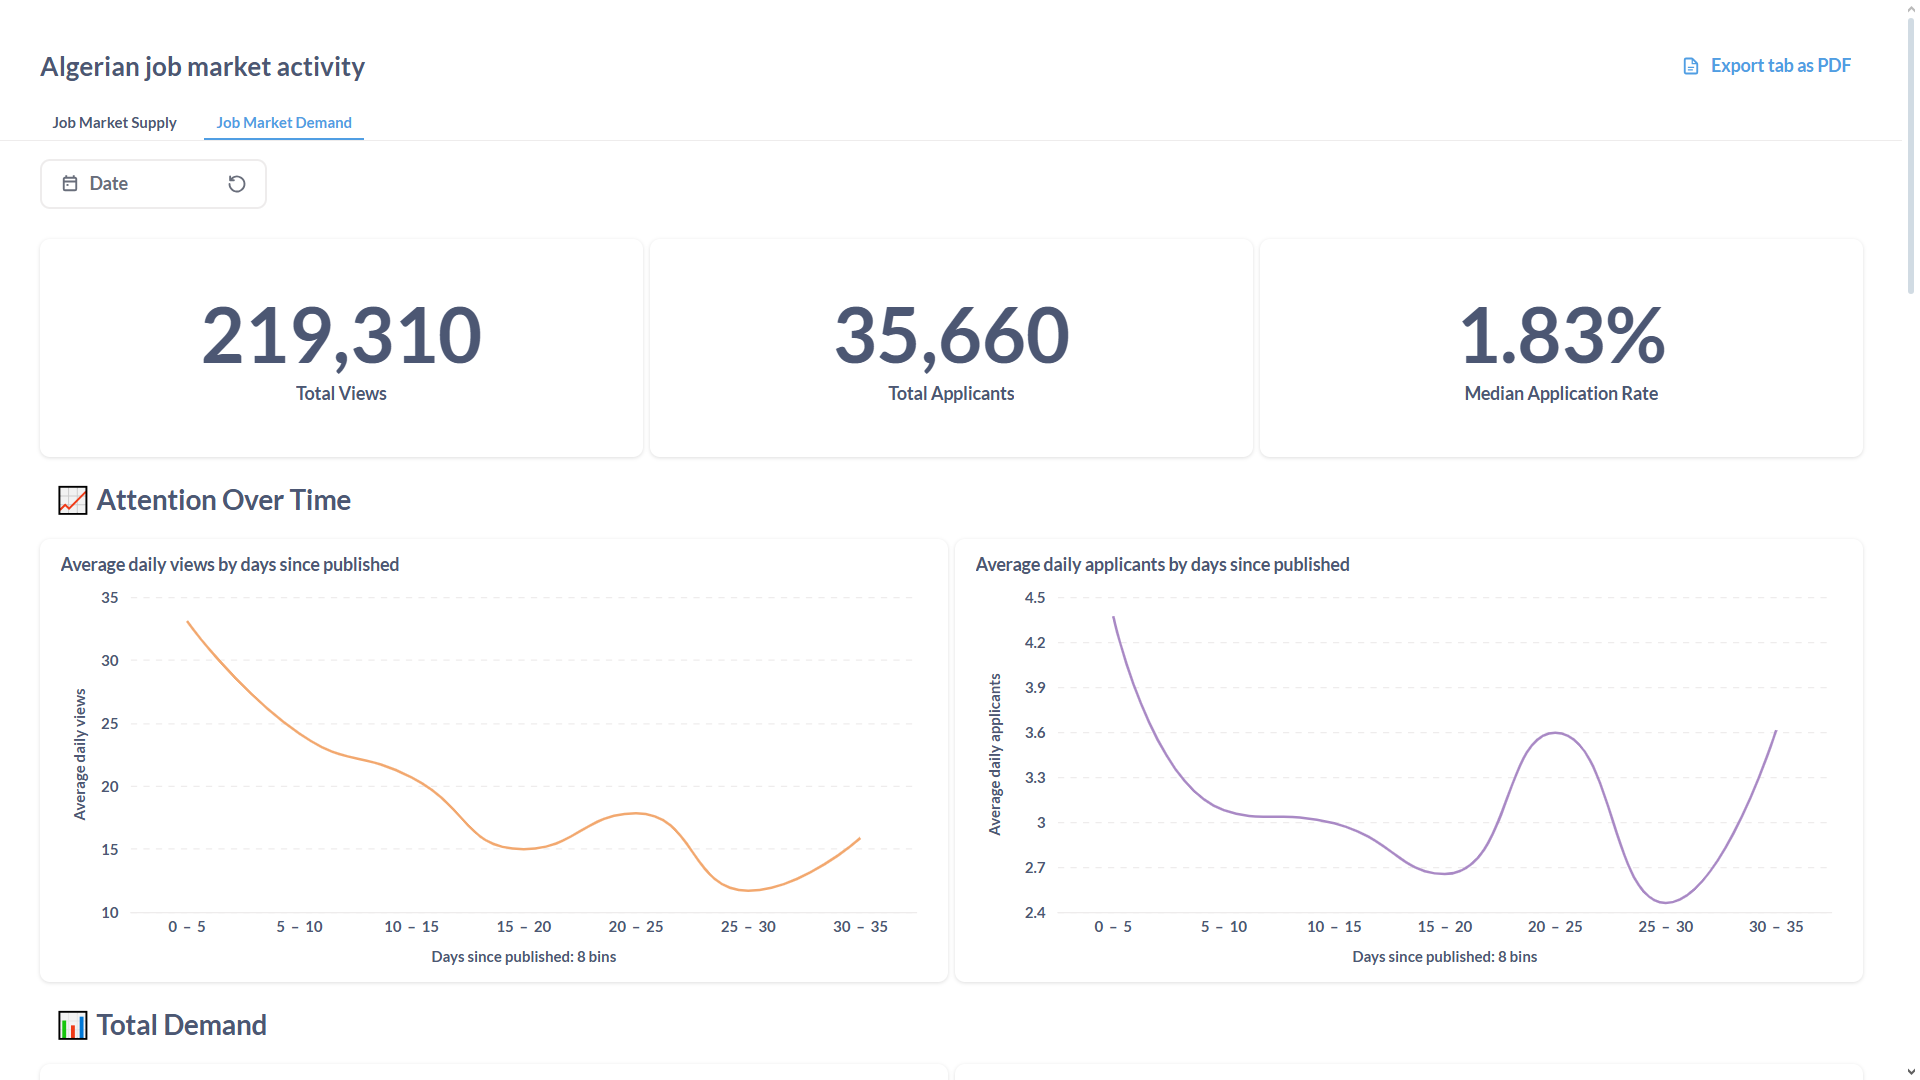 Algerian job market activity
Export tab as PDF
Job Market Supply
Job Market Demand
Date
219,310
Total Views
35,660
Total Applicants
1.83%
Median Application Rate
Attention Over Time
Average daily views by days since published
35
30
25
20
15
10
Average daily views
0 – 5
5 – 10
10 – 15
15 – 20
20 – 25
25 – 30
30 – 35
Days since published: 8 bins
Average daily applicants by days since published
4.5
4.2
3.9
3.6
3.3
3
2.7
2.4
Average daily applicants
0 – 5
5 – 10
10 – 15
15 – 20
20 – 25
25 – 30
30 – 35
Days since published: 8 bins
Total Demand